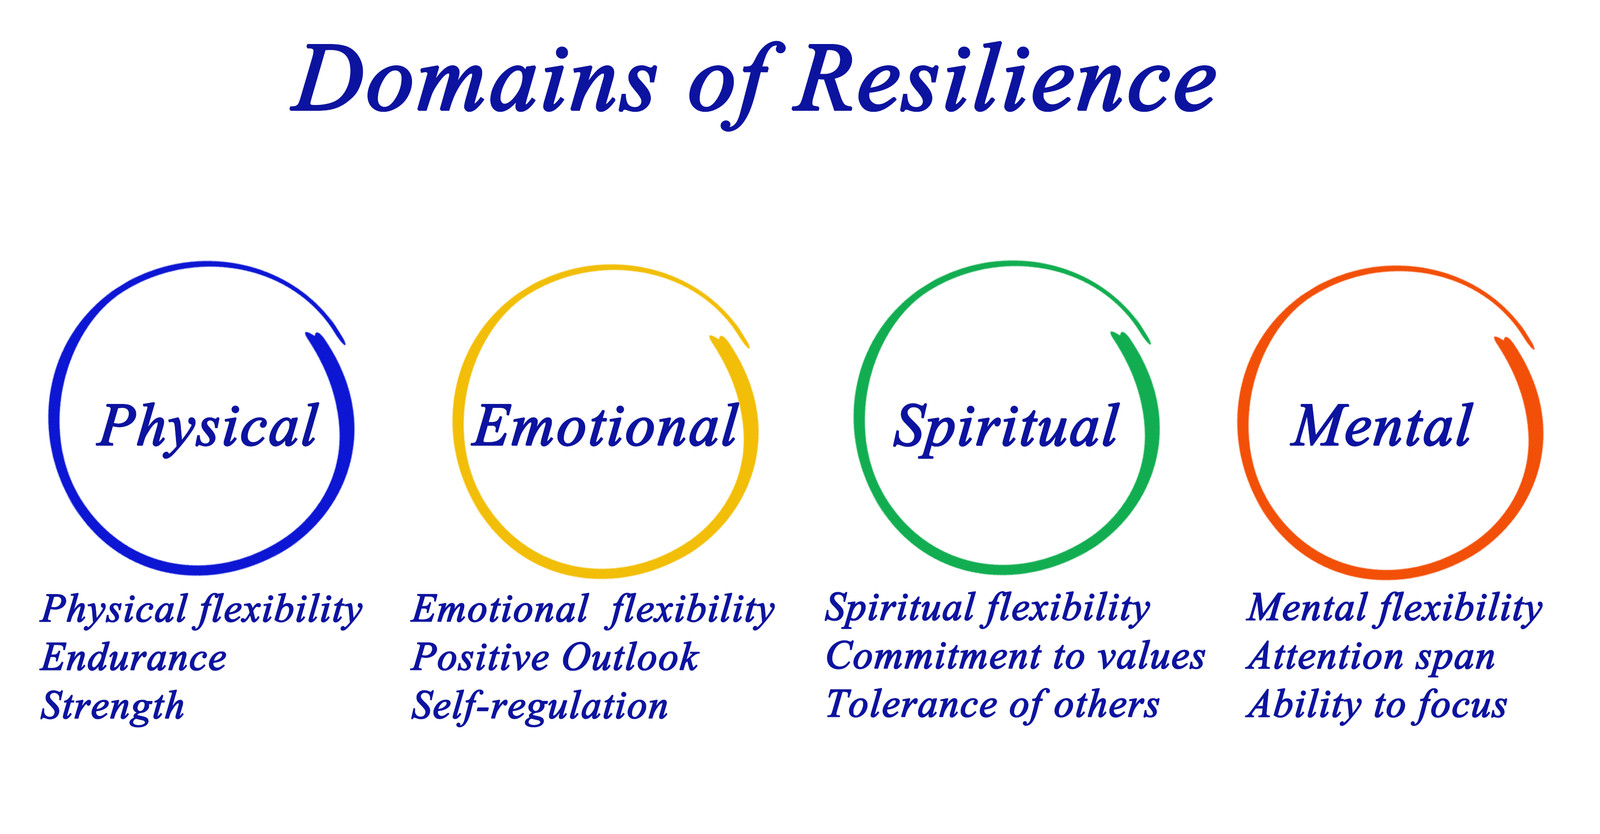 Domains of Resilience
Physical
Physical flexibility
Endurance
Strength
Emotional
Emotional flexibility
Positive Outlook
Self-regulation
Spiritual
Spiritual flexibility
Commitment to values
Tolerance of others
Mental
Mental flexibility
Attention span
Ability to focus